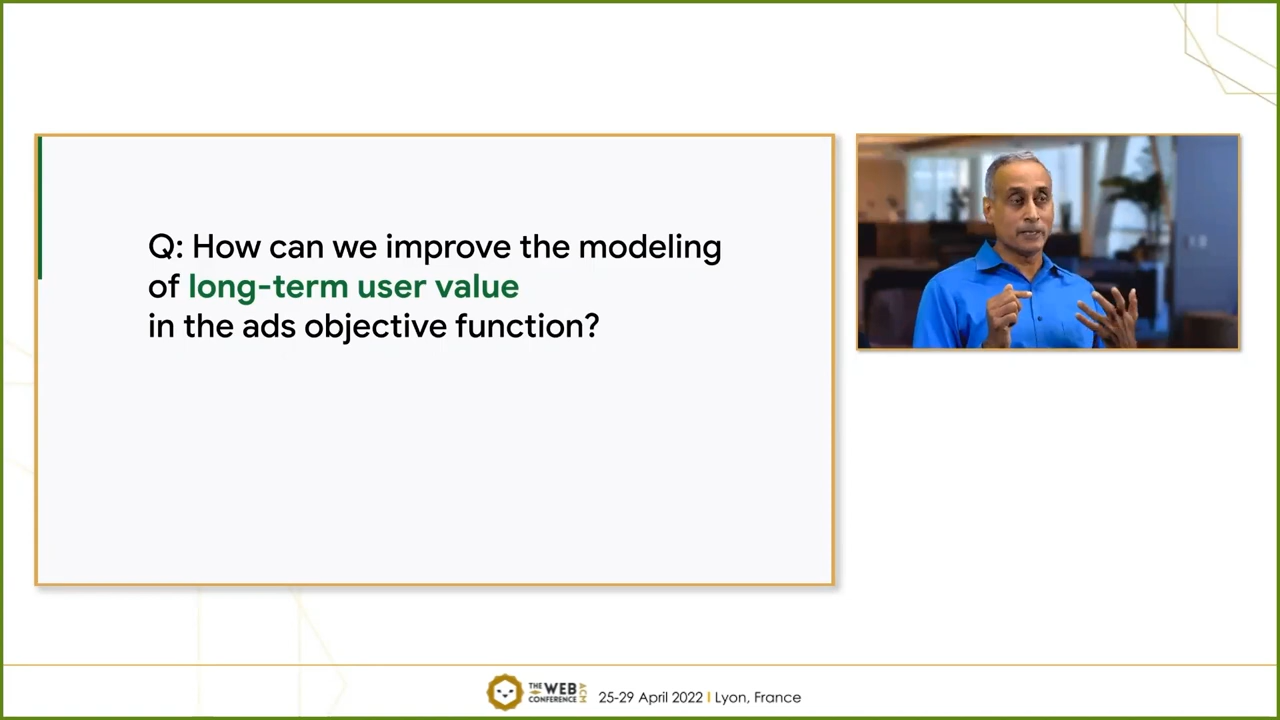 Q: How can we improve the modeling
of long-term user value
in the ads objective function?
THE WEB
CONFERENCE
ACM
25-29 April 2022 | Lyon, France